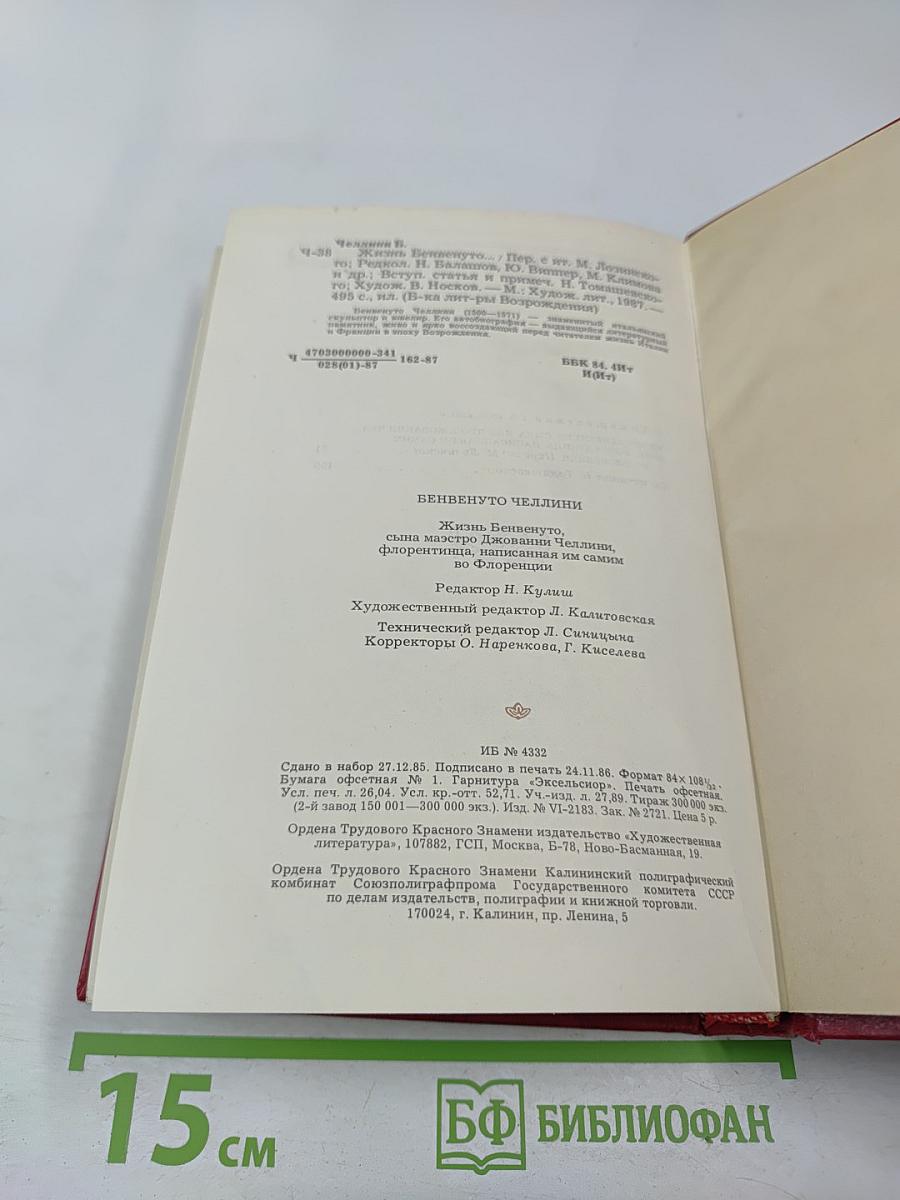 Челлини Б.
Ч-38 Жизнь Бенвенуто... / Пер. с ит. М. Лозинско-
го; Редкол. Н. Балашов, Ю. Виппер, М. Климова
и др.; Вступ. статья и примеч. Н. Томашевско-
го; Худож. В. Носков. — М.: Худож. лит., 1987. —
495 с., ил. (Б-ка лит-ры Возрождения)
Бенвенуто Челлини (1500—1571) — знаменитый итальянский
скульптор и ювелир. Его автобиография — выдающийся литературный
памятник, живо и ярко воссоздающий перед читателем жизнь Италии
и Франции в эпоху Возрождения.
Ч 4703000000-341 162-87 ББК 84. 4Ит
028(01)-87 И(Ит)
БЕНВЕНУТО ЧЕЛЛИНИ
Жизнь Бенвенуто,
сына маэстро Джованни Челлини,
флорентинца, написанная им самим
во Флоренции
Редактор Н. Кулиш
Художественный редактор Л. Калитовская
Технический редактор Л. Синицына
Корректоры О. Наренкова, Г. Киселева
ИБ № 4332
Сдано в набор 27.12.85. Подписано в печать 24.11.86. Формат 84×108 1/32.
Бумага офсетная № 1. Гарнитура «Эксельсиор». Печать офсетная.
Усл. печ. л. 26,04. Усл. кр.-отт. 52,71. Уч.-изд. л. 27,89. Тираж 300 000 экз.
(2-й завод 150 001—300 000 экз.). Изд. № VI-2183. Зак. № 2721. Цена 5 р.
Ордена Трудового Красного Знамени издательство «Художественная
литература», 107882, ГСП, Москва, Б-78, Ново-Басманная, 19.
Ордена Трудового Красного Знамени Калининский полиграфический
комбинат Союзполиграфпрома Государственного комитета СССР
по делам издательств, полиграфии и книжной торговли.
170024, г. Калинин, пр. Ленина, 5
15 см
БФ БИБЛИОФАН